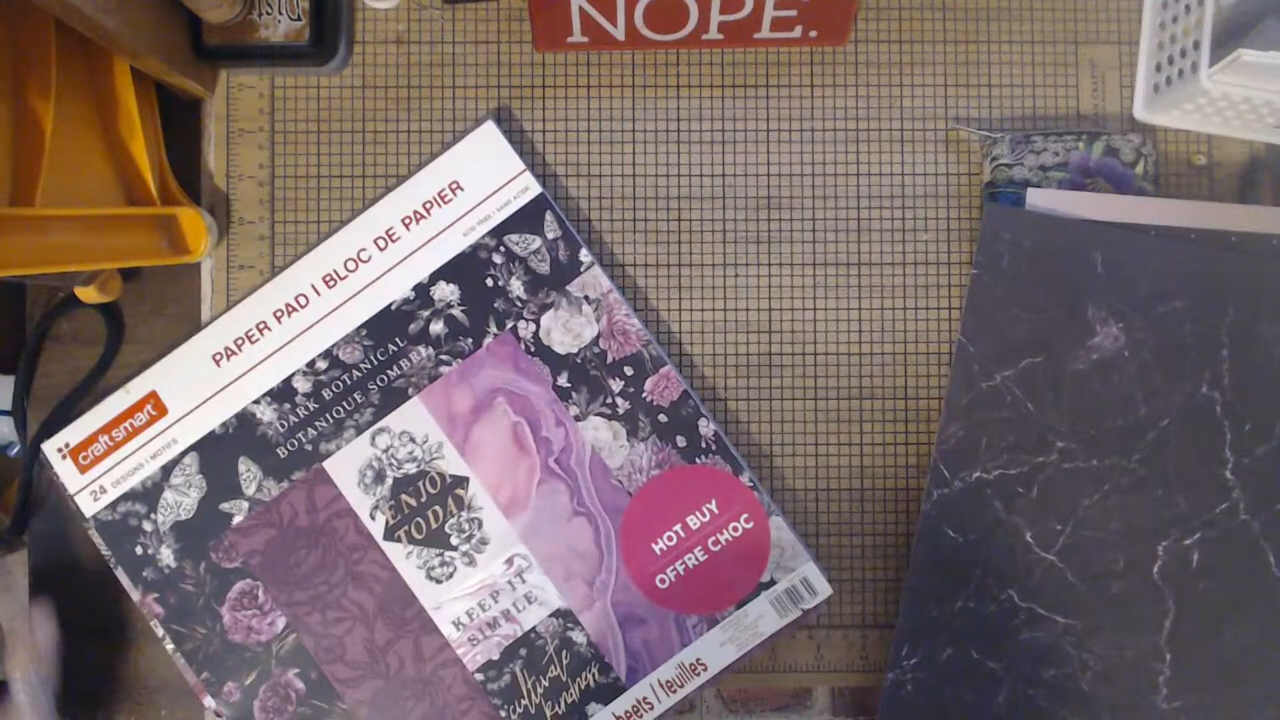 NOPE.
PAPER PAD | BLOC DE PAPIER
ACID FREE / SANS ACIDE
craft smart
24 DESIGNS / MOTIFS
DARK BOTANICAL
BOTANIQUE SOMBRE
ENJOY
TODAY
KEEP IT
SIMPLE
cultivate
kindness
HOT BUY
OFFRE CHOC
heets / feuilles